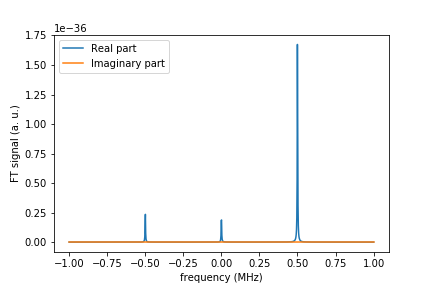 1e−36
1.75
1.50
1.25
1.00
0.75
0.50
0.25
0.00
FT signal (a. u.)
Real part
Imaginary part
−1.00 −0.75 −0.50 −0.25 0.00 0.25 0.50 0.75 1.00
frequency (MHz)